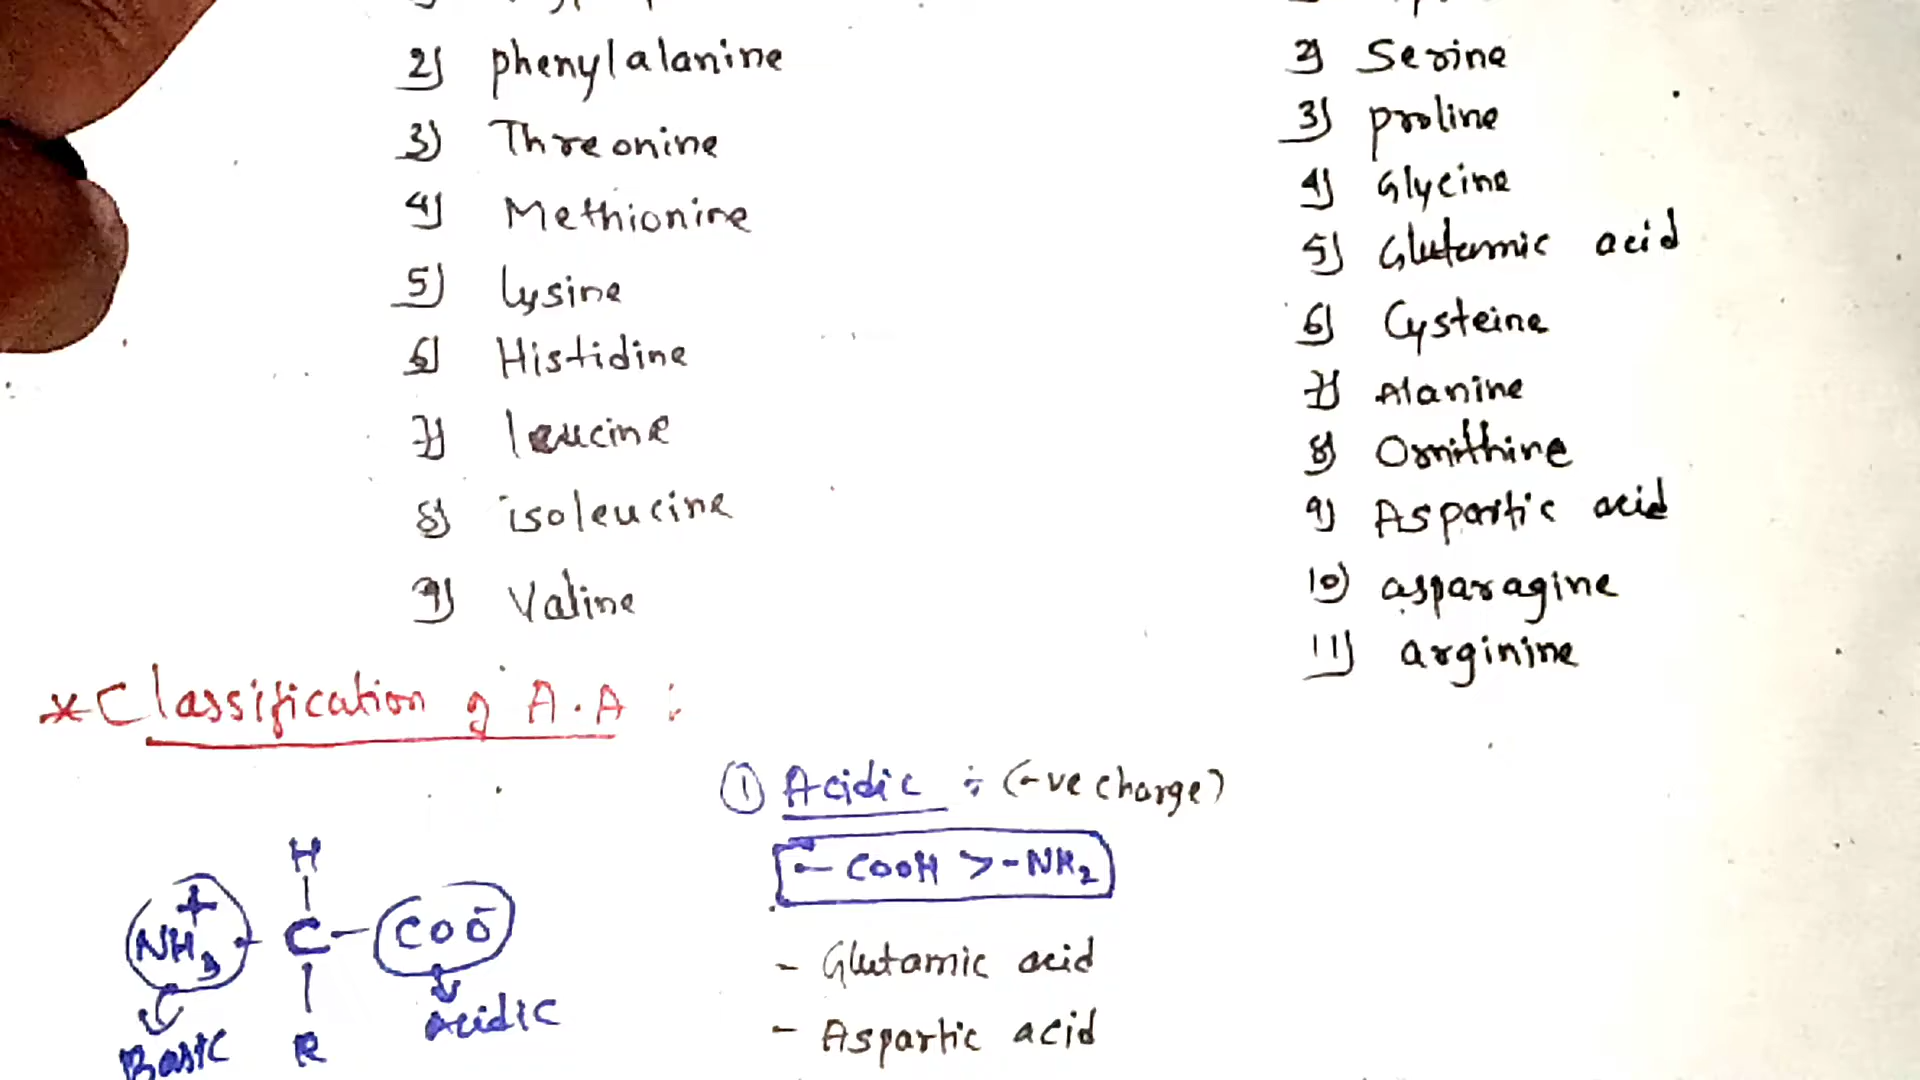 2) phenylalanine
3) Threonine
4) Methionine
5) lysine
6) Histidine
7) leucine
8) isoleucine
9) Valine
2) Serine
3) proline
4) Glycine
5) Glutamic acid
6) Cysteine
7) Alanine
8) Ornithine
9) Aspartic acid
10) asparagine
11) arginine
* Classification of A.A :
① Acidic : (-ve charge)
- COOH > -NH2
- Glutamic acid
- Aspartic acid
H
NH3+ - C - COO-
R
Basic
Acidic